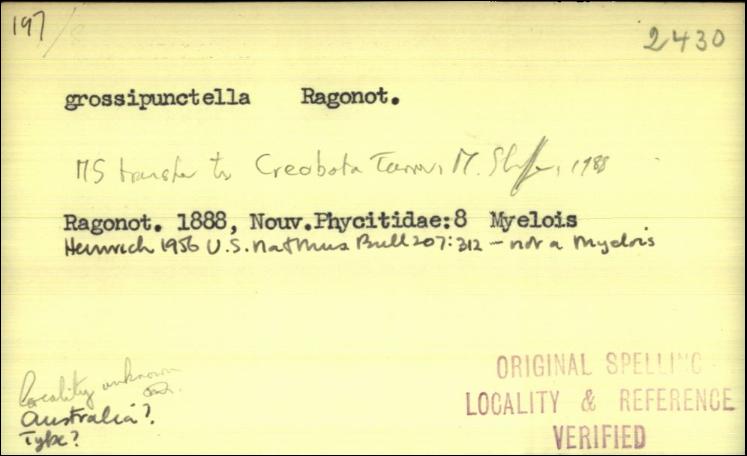 197/8 2430
grossipunctella Ragonot.
MS transfer to Creobota Turner, M. Shaffer, 1988
Ragonot. 1888, Nouv.Phycitidae:8 Myelois
Heinrich 1956 U.S. Nat Mus Bull 207:312 – not a Myelois
locality unknown
Australia?
Type?
ORIGINAL SPELLING
LOCALITY & REFERENCE
VERIFIED